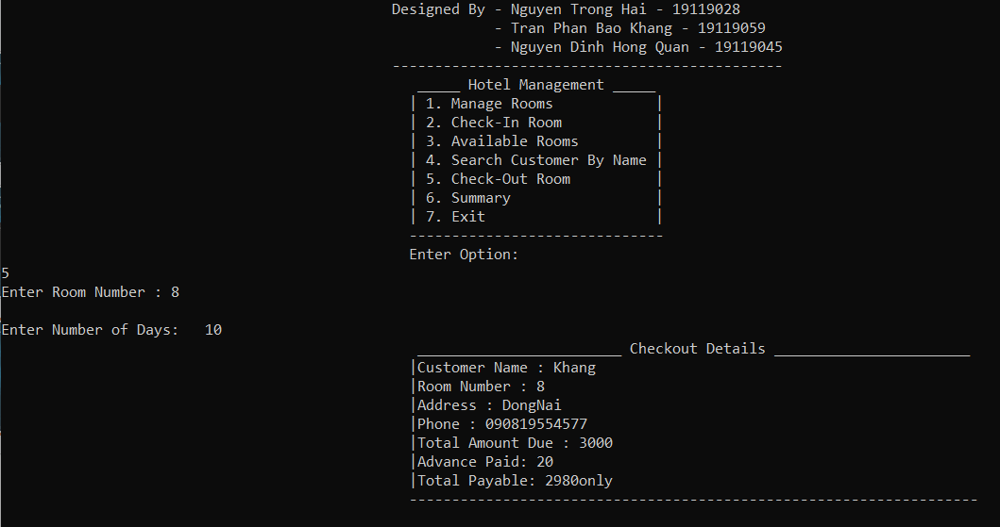 Designed By - Nguyen Trong Hai - 19119028
- Tran Phan Bao Khang - 19119059
- Nguyen Dinh Hong Quan - 19119045
----------------------------------------------
_____ Hotel Management _____
| 1. Manage Rooms |
| 2. Check-In Room |
| 3. Available Rooms |
| 4. Search Customer By Name |
| 5. Check-Out Room |
| 6. Summary |
| 7. Exit |
------------------------------
Enter Option:
5
Enter Room Number : 8
Enter Number of Days: 10
________________________ Checkout Details _______________________
|Customer Name : Khang
|Room Number : 8
|Address : DongNai
|Phone : 090819554577
|Total Amount Due : 3000
|Advance Paid: 20
|Total Payable: 2980only
-------------------------------------------------------------------